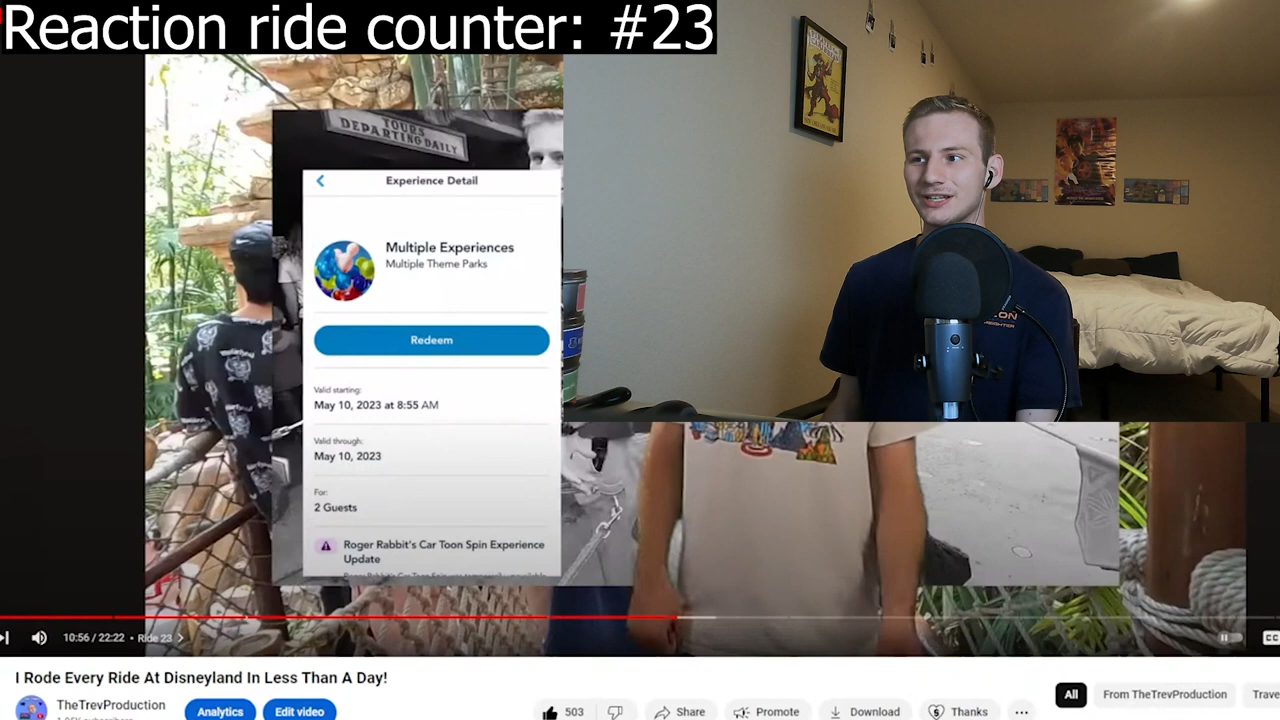 Reaction ride counter: #23
TOURS
DEPARTING DAILY
Experience Detail
Multiple Experiences
Multiple Theme Parks
Redeem
Valid starting:
May 10, 2023 at 8:55 AM
Valid through:
May 10, 2023
For:
2 Guests
Roger Rabbit's Car Toon Spin Experience
Update
10:56 / 22:22 • Ride 23
CC
I Rode Every Ride At Disneyland In Less Than A Day!
TheTrevProduction
Analytics
Edit video
503
Share
Promote
Download
Thanks
All
From TheTrevProduction